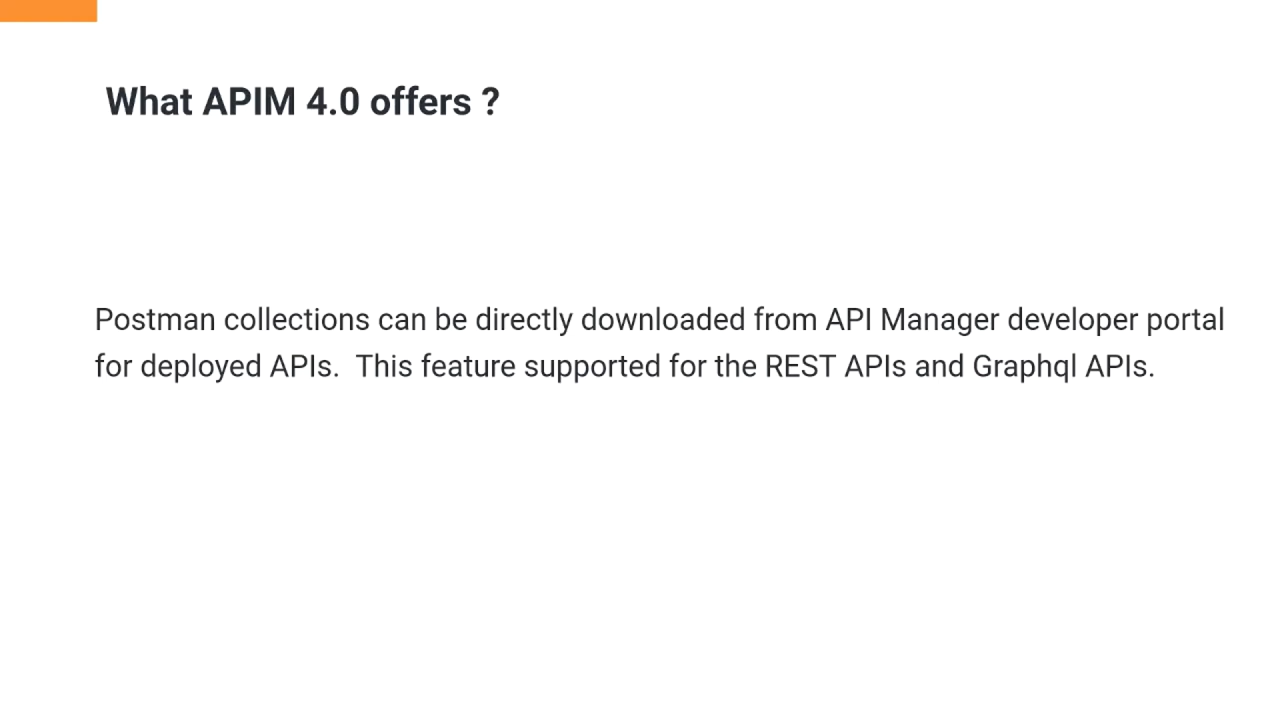 What APIM 4.0 offers ?
Postman collections can be directly downloaded from API Manager developer portal
for deployed APIs.  This feature supported for the REST APIs and Graphql APIs.